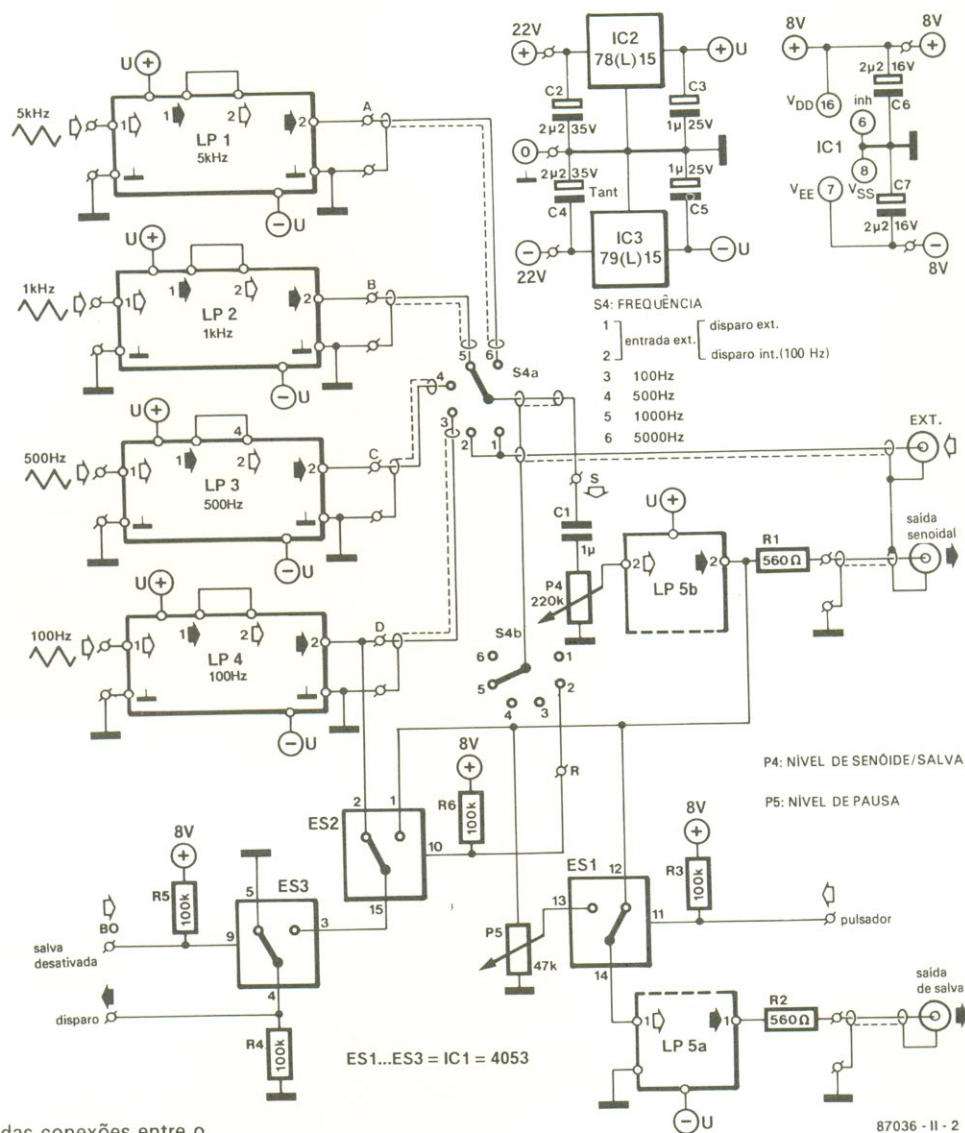 22V
IC2
78(L)15
U
8V
8V
C2
2µ2 35V
C3
1µ 25V
2µ2 16V
C6
VDD 16
inh
6
IC1
0
2µ2 35V
Tant
C4
1µ 25V
C5
8
VSS
VEE 7
C7
2µ2 16V
22V
IC3
79(L)15
U
8V
U
5kHz
1
1
2
2
LP 1
5kHz
A
U
U
1kHz
1
1
2
2
LP 2
1kHz
B
U
U
500Hz
1
1
4
2
LP 3
500Hz
C
U
U
100Hz
1
1
2
2
LP 4
100Hz
D
U
S4: FREQUÊNCIA
1
2
entrada ext.
disparo ext.
disparo int.(100 Hz)
3 100Hz
4 500Hz
5 1000Hz
6 5000Hz
5
6
S4a
4
3
2
1
EXT.
S
C1
1µ
P4
220k
U
2
2
LP 5b
R1
560Ω
saída
senoidal
S4b
6
1
5
2
4
3
R
P4: NÍVEL DE SENÓIDE/SALVA
P5: NÍVEL DE PAUSA
8V
R6
100k
ES2
2
1
10
15
8V
R5
100k
ES3
5
3
9
4
BO
salva
desativada
disparo
R4
100k
P5
47k
ES1
13
12
11
14
8V
R3
100k
pulsador
1
1
LP 5a
U
R2
560Ω
saída
de salva
ES1...ES3 = IC1 = 4053
das conexões entre o
87036 - II - 2